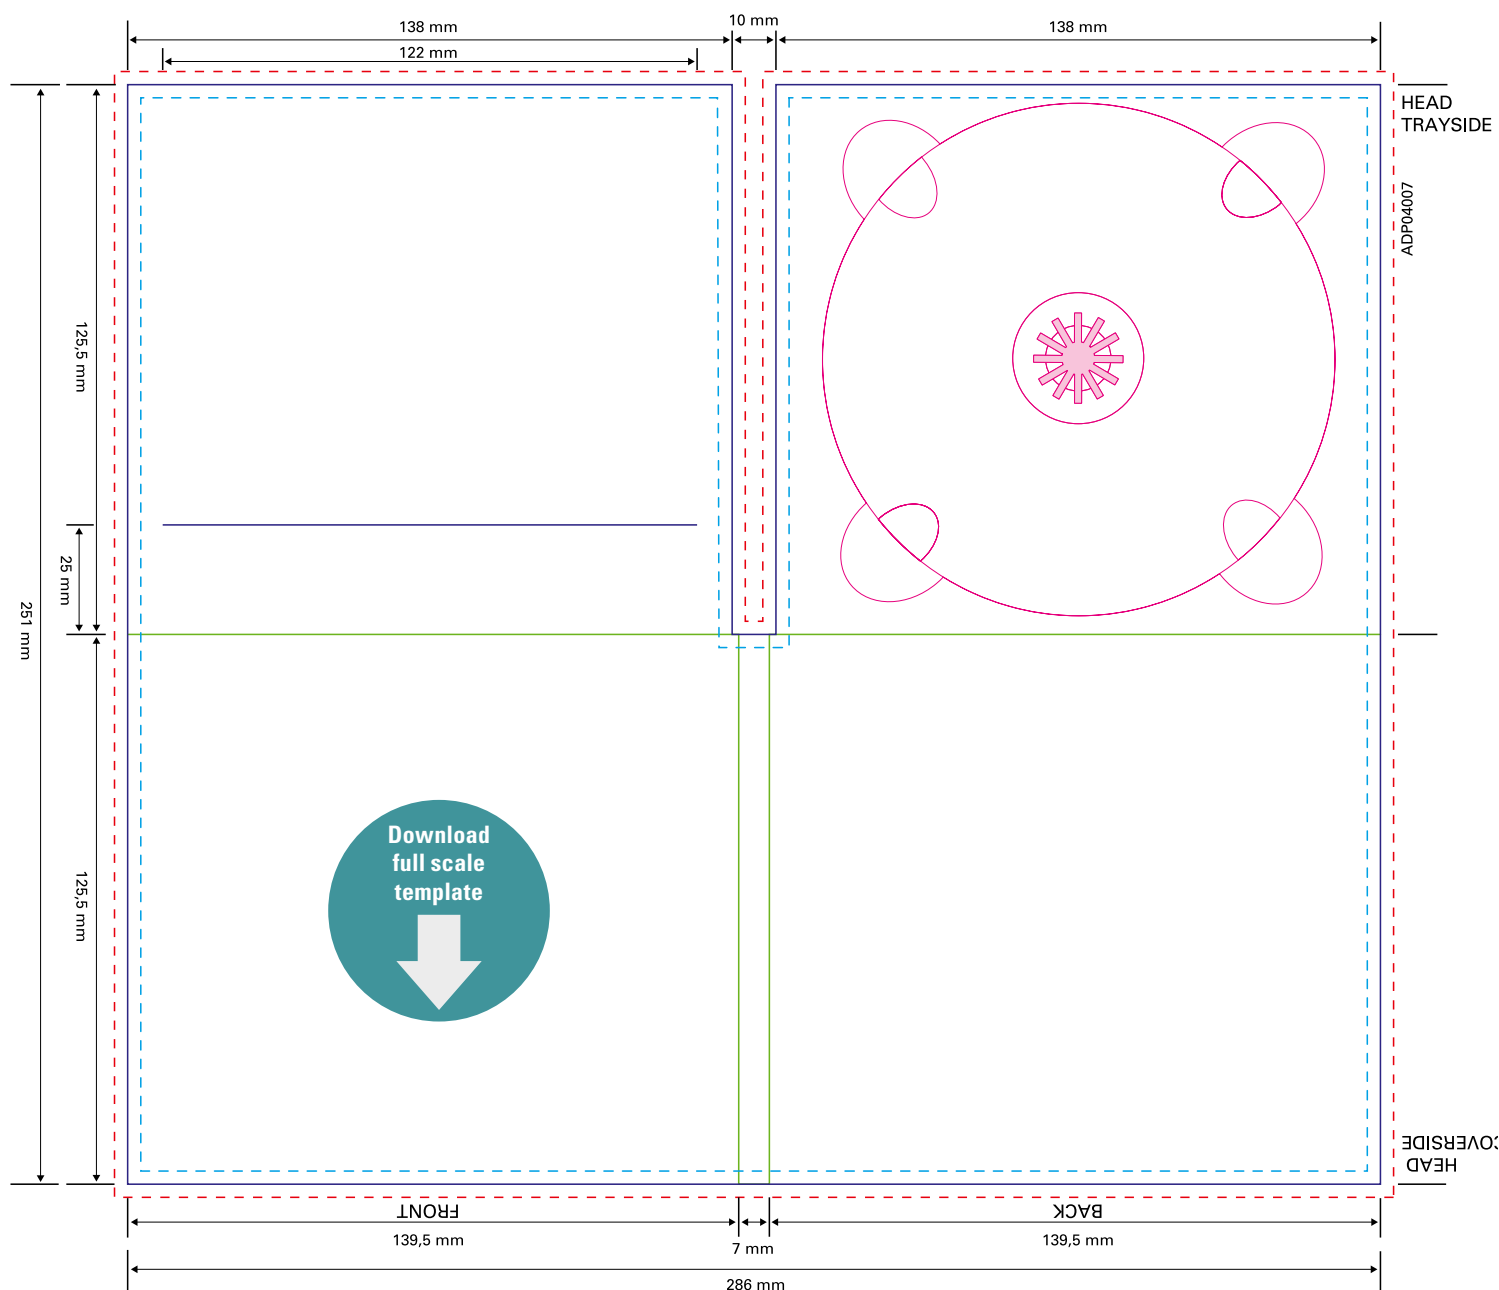 138 mm
10 mm
138 mm
122 mm
HEAD
TRAYSIDE
ADP04007
125,5 mm
25 mm
251 mm
125,5 mm
Download
full scale
template
HEAD
OVERSIDE
FRONT
BACK
139,5 mm
7 mm
139,5 mm
286 mm